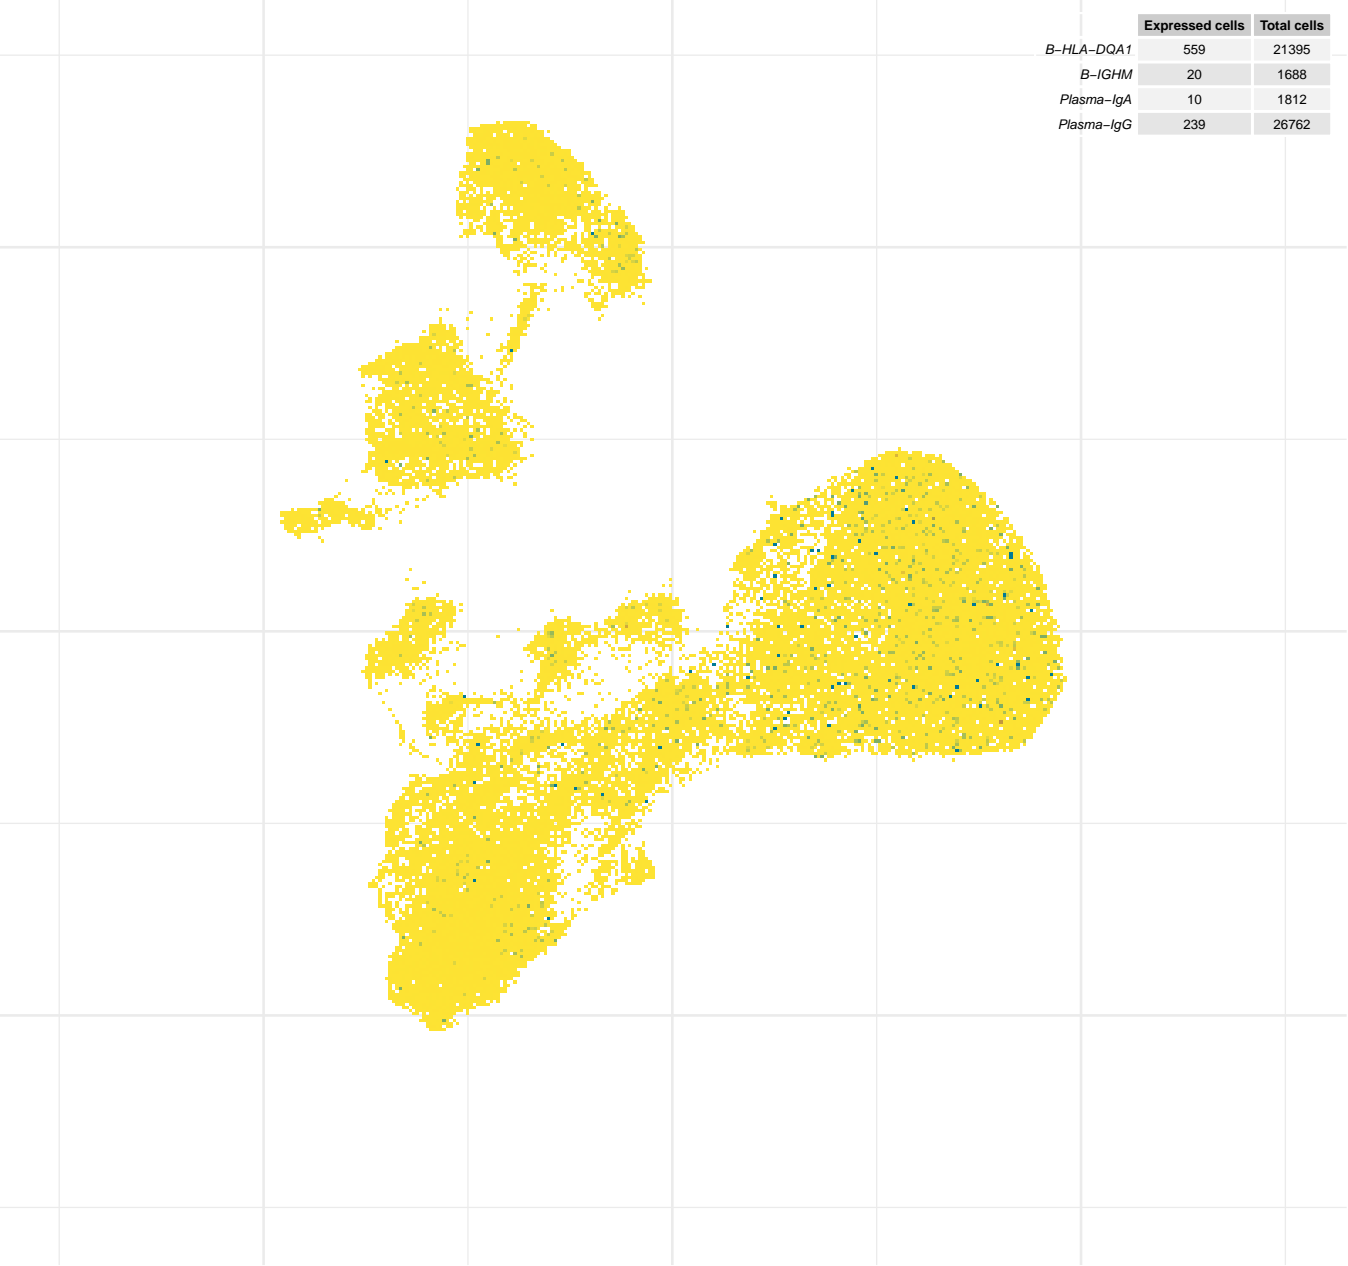 Expressed cells Total cells
B−HLA−DQA1 559 21395
B−IGHM 20 1688
Plasma−IgA 10 1812
Plasma−IgG 239 26762